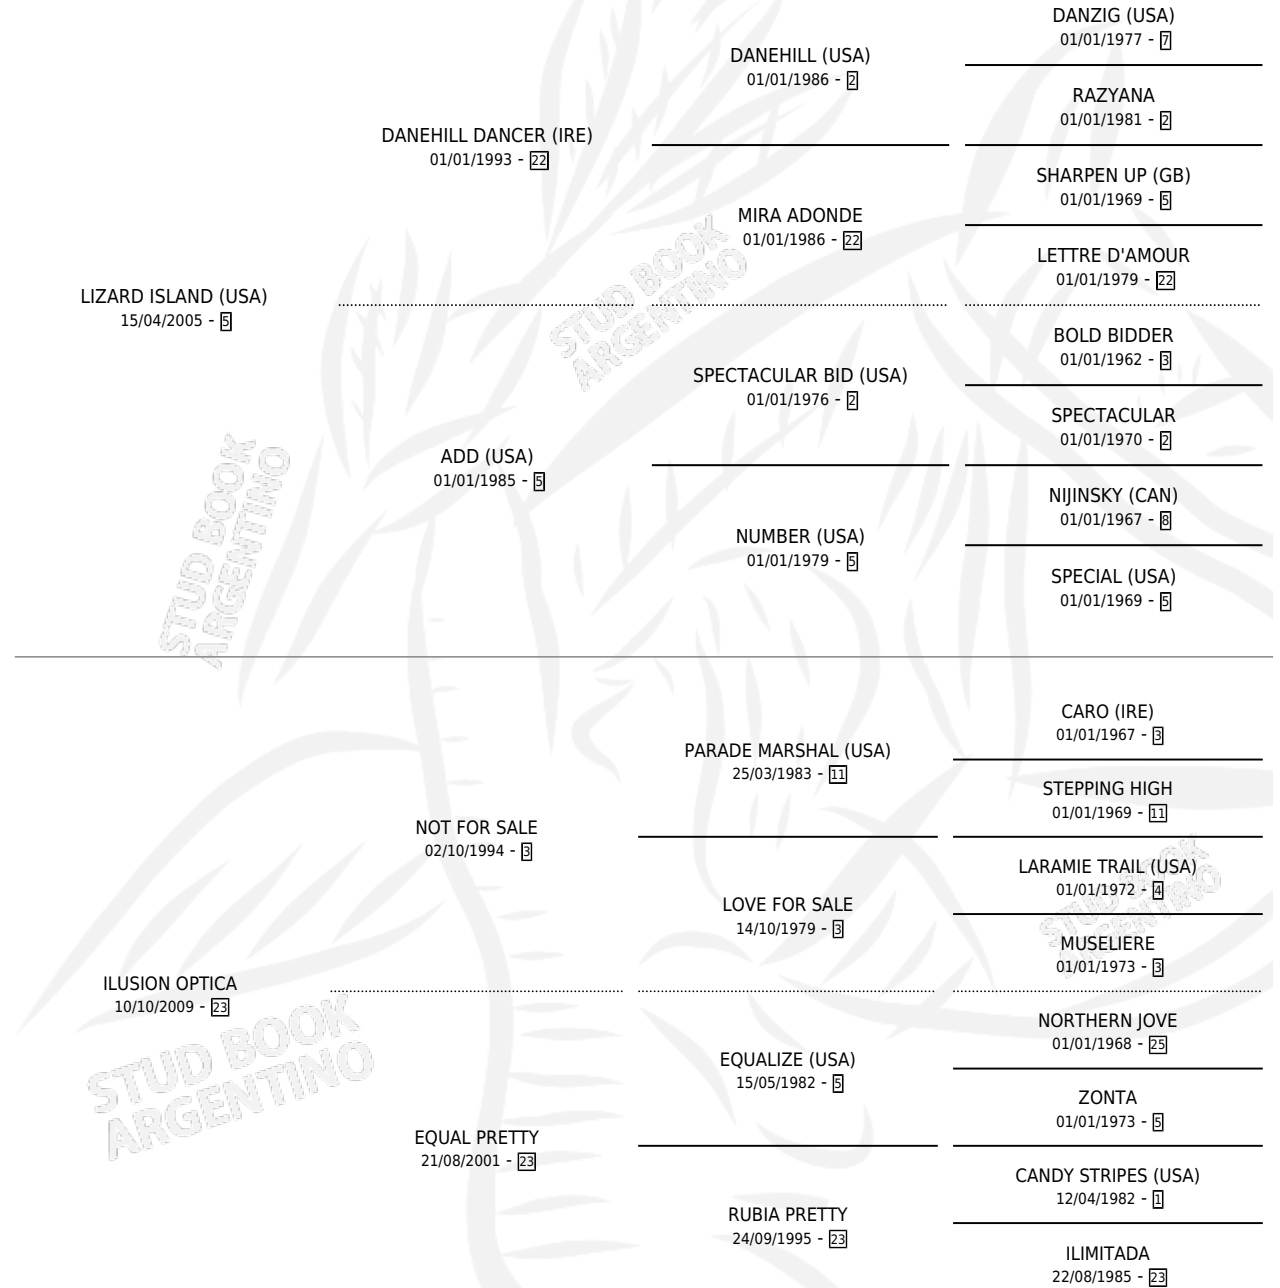 DANZIG (USA)
01/01/1977 - 7
DANEHILL (USA)
01/01/1986 - 2
RAZYANA
01/01/1981 - 2
DANEHILL DANCER (IRE)
01/01/1993 - 22
SHARPEN UP (GB)
01/01/1969 - 5
MIRA ADONDE
01/01/1986 - 22
LETTRE D'AMOUR
01/01/1979 - 22
LIZARD ISLAND (USA)
15/04/2005 - 5
STUD BOOK
ARGENTINO
BOLD BIDDER
01/01/1962 - 3
SPECTACULAR BID (USA)
01/01/1976 - 2
SPECTACULAR
01/01/1970 - 2
ADD (USA)
01/01/1985 - 5
NIJINSKY (CAN)
01/01/1967 - 8
NUMBER (USA)
01/01/1979 - 5
SPECIAL (USA)
01/01/1969 - 5
STUD BOOK
ARGENTINO
CARO (IRE)
01/01/1967 - 3
PARADE MARSHAL (USA)
25/03/1983 - 11
STEPPING HIGH
01/01/1969 - 11
NOT FOR SALE
02/10/1994 - 3
LARAMIE TRAIL (USA)
01/01/1972 - 4
LOVE FOR SALE
14/10/1979 - 3
STUD BOOK
ARGENTINO
MUSELIERE
01/01/1973 - 3
ILUSION OPTICA
10/10/2009 - 23
STUD BOOK
ARGENTINO
NORTHERN JOVE
01/01/1968 - 25
EQUALIZE (USA)
15/05/1982 - 5
ZONTA
01/01/1973 - 5
EQUAL PRETTY
21/08/2001 - 23
CANDY STRIPES (USA)
12/04/1982 - 1
RUBIA PRETTY
24/09/1995 - 23
ILIMITADA
22/08/1985 - 23